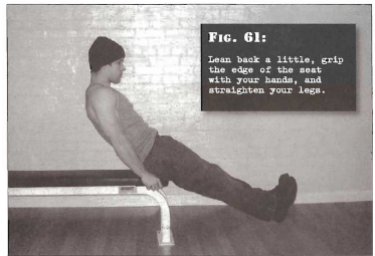 FIG. 61:
Lean back a little, grip
the edge of the seat
with your hands, and
straighten your legs.